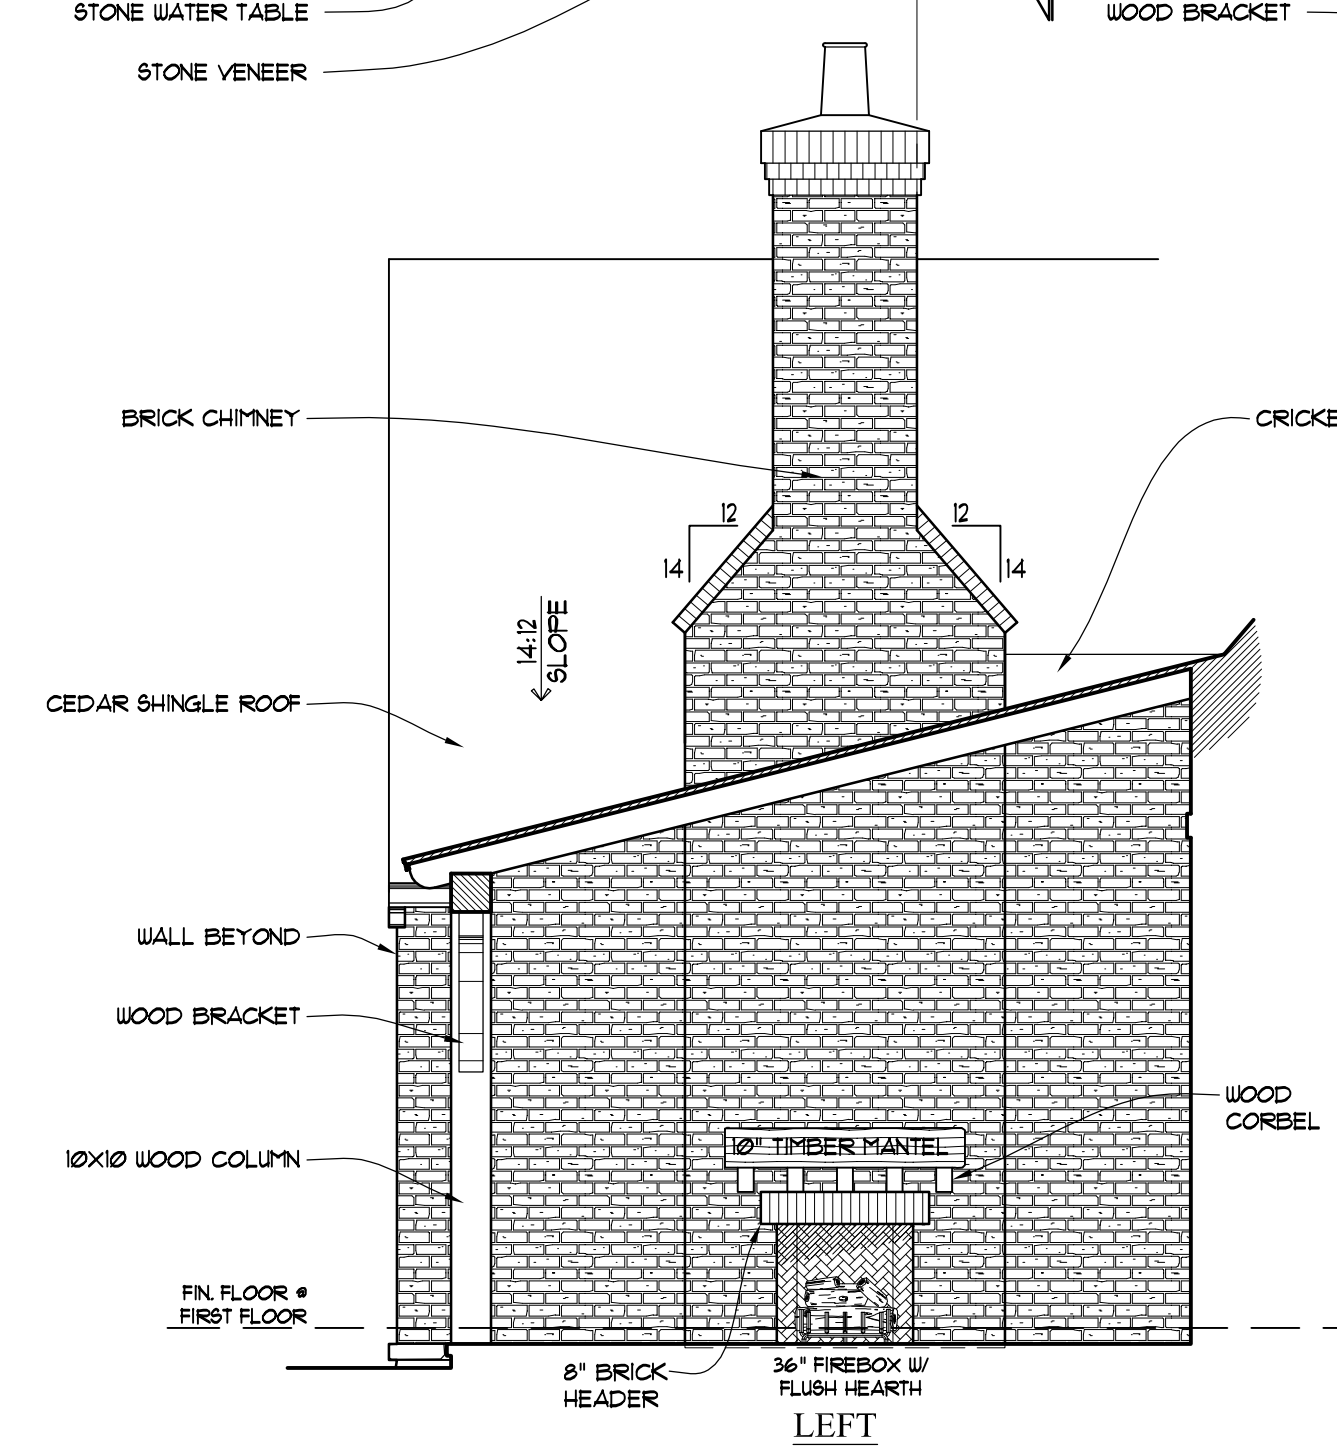 STONE WATER TABLE
WOOD BRACKET
STONE VENEER
BRICK CHIMNEY
12
12
14
14
14:12
SLOPE
CEDAR SHINGLE ROOF
WALL BEYOND
WOOD BRACKET
WOOD
CORBEL
10" TIMBER MANTEL
10X10 WOOD COLUMN
FIN. FLOOR @
FIRST FLOOR
8" BRICK
HEADER
36" FIREBOX W/
FLUSH HEARTH
LEFT